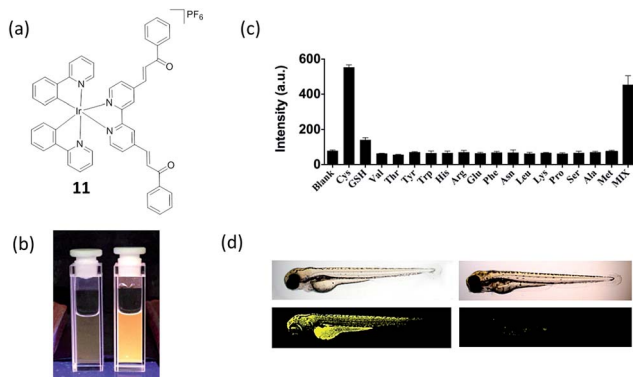 (a)
PF6
O
N
N
Ir
N
N
O
11
(b)
(c)
Intensity (a.u.)
600
400
200
0
Blank
Cys
GSH
Val
Thr
Tyr
Trp
His
Arg
Glu
Phe
Asn
Leu
Lys
Pro
Ser
Ala
Met
MIX
(d)